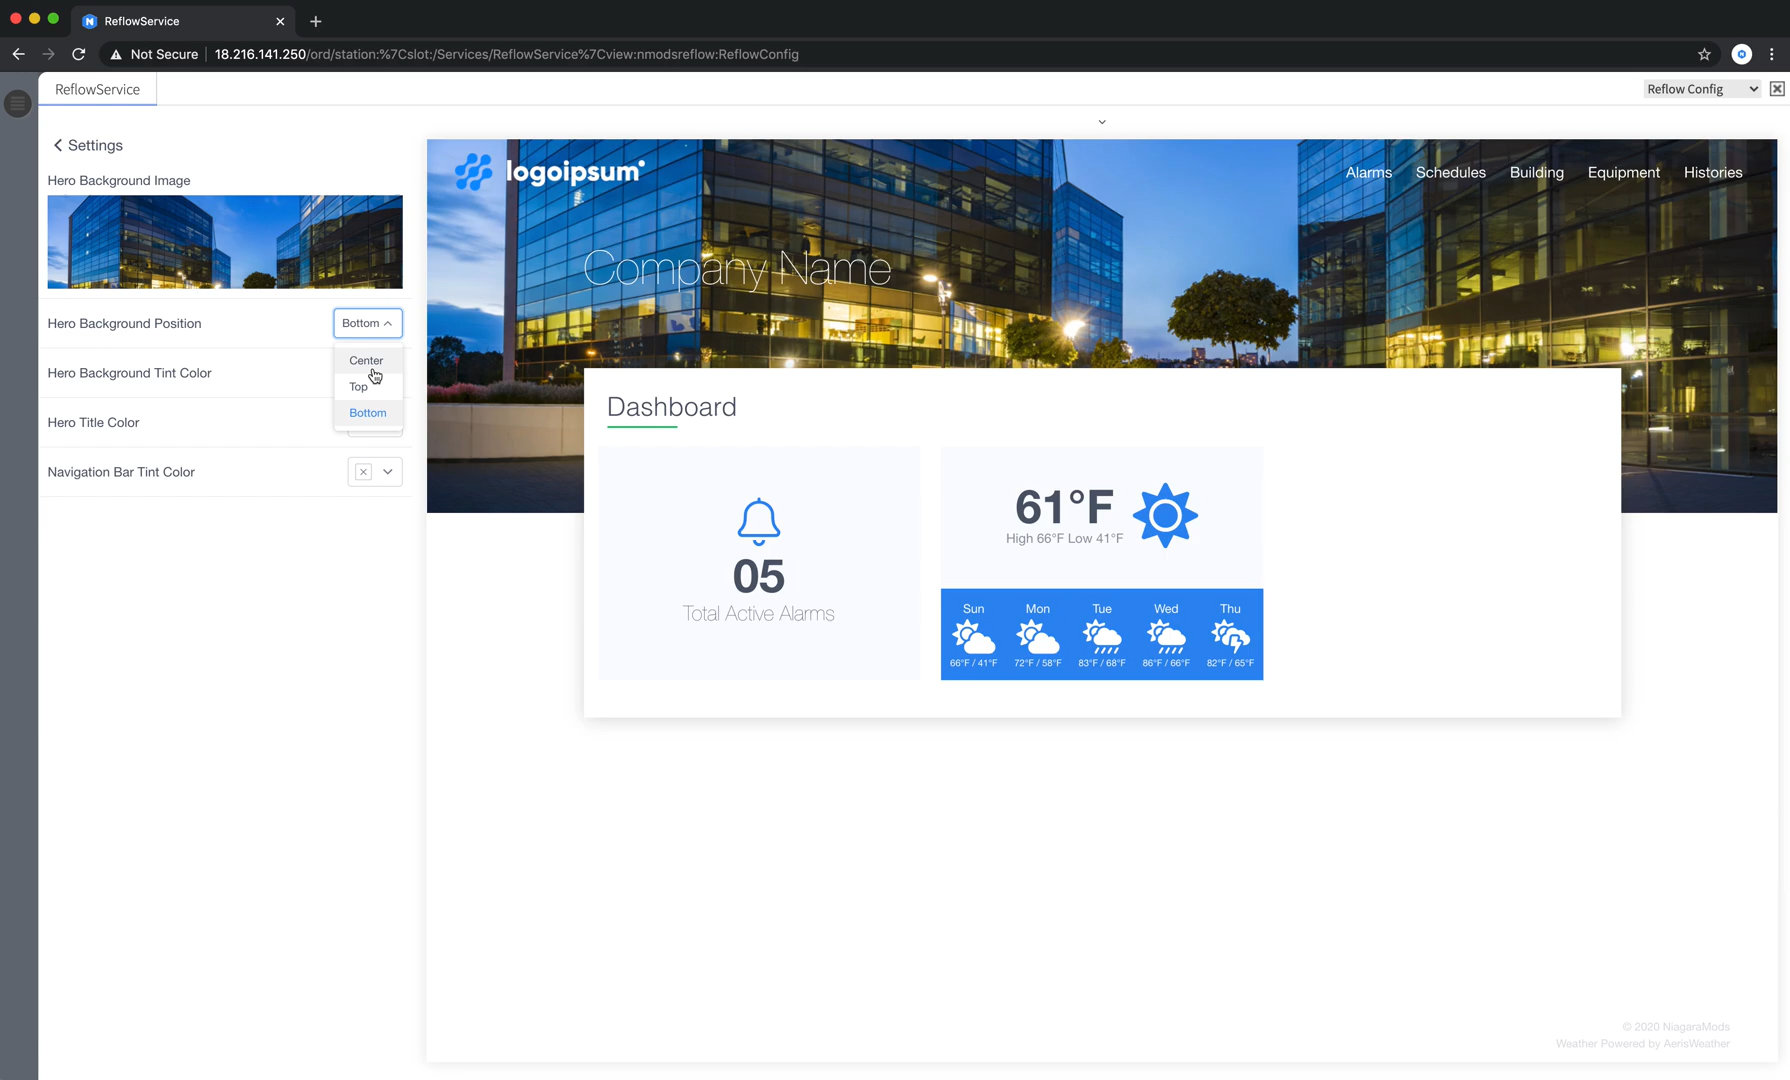 ReflowService
Not Secure
18.216.141.250/ord/station:%7Cslot:/Services/ReflowService%7Cview:nmodsreflow:ReflowConfig
ReflowService
Reflow Config
Settings
Hero Background Image
Hero Background Position
Bottom
Center
Top
Bottom
Hero Background Tint Color
Hero Title Color
Navigation Bar Tint Color
logoipsum
Alarms
Schedules
Building
Equipment
Histories
Company Name
Dashboard
05
Total Active Alarms
61°F
High 66°F Low 41°F
Sun Mon Tue Wed Thu
66°F / 41°F 72°F / 58°F 83°F / 68°F 86°F / 66°F 82°F / 65°F
© 2020 NiagaraMods
Weather Powered by AerisWeather